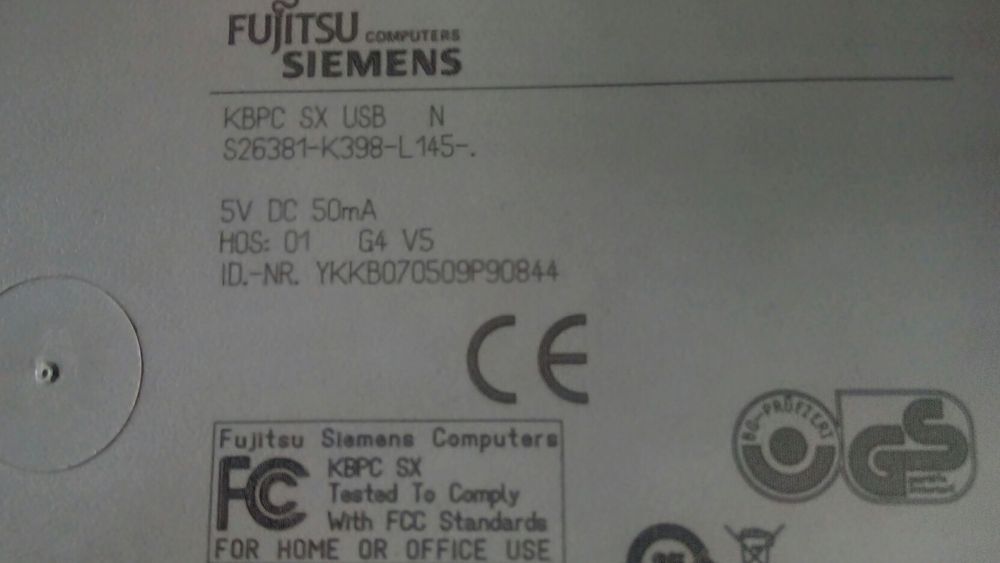 FUJITSU COMPUTERS
SIEMENS
KBPC SX USB N
S26381-K398-L145-.
5V DC 50mA
HOS: 01 G4 V5
ID.-NR. YKKB070509P90844
CE
BG-PRÜFZERT
GS
Fujitsu Siemens Computers
FC KBPC SX
Tested To Comply
With FCC Standards
FOR HOME OR OFFICE USE